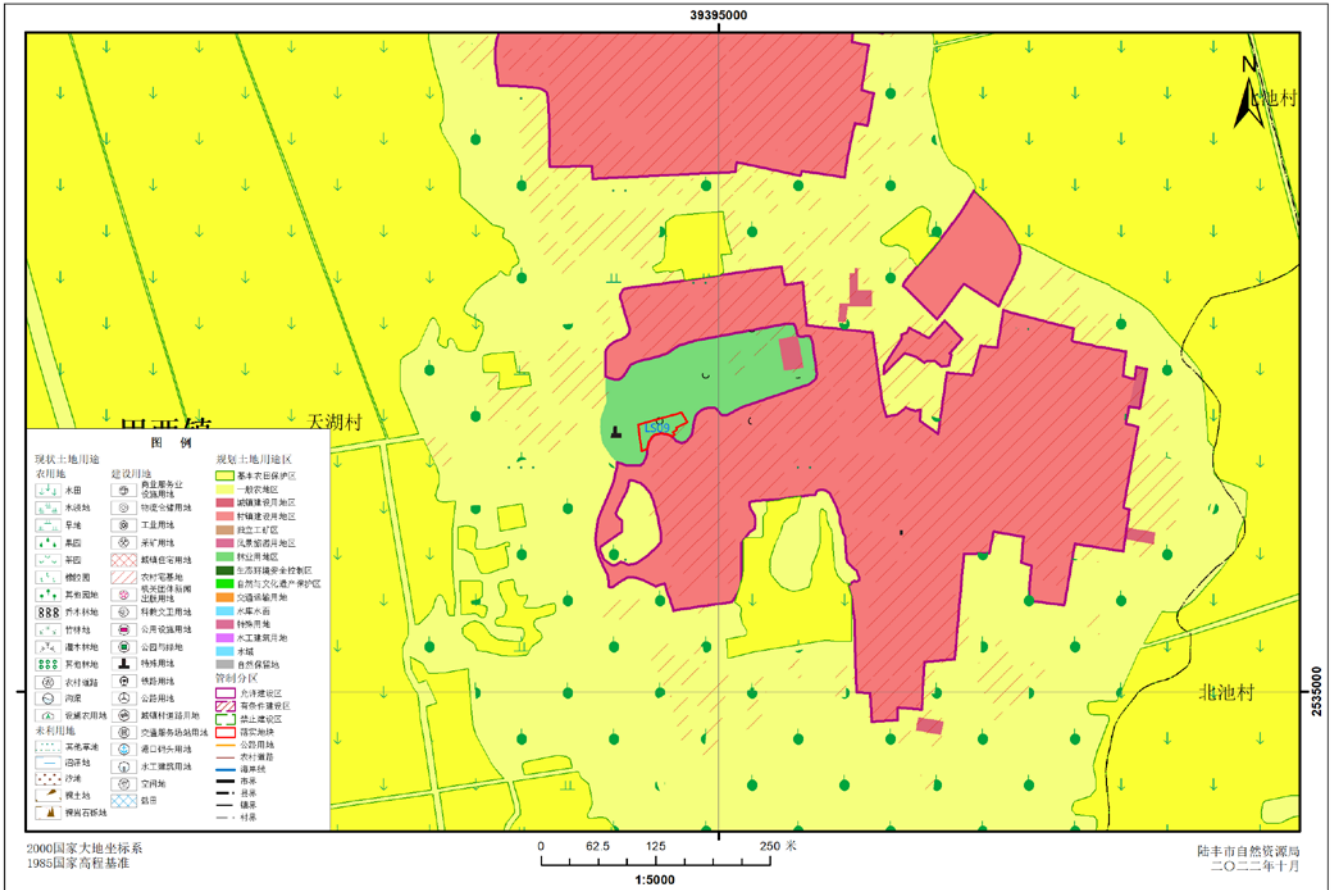 39395000
N
北池村
天湖村
LS09
图 例
现状土地用途
农用地
水田
水浇地
旱地
果园
茶园
橡胶园
其他园地
乔木林地
竹林地
灌木林地
其他林地
农村道路
沟渠
设施农用地
未利用地
其他草地
沼泽地
沙地
裸土地
裸岩石砾地
建设用地
商业服务业
设施用地
物流仓储用地
工业用地
采矿用地
城镇住宅用地
农村宅基地
机关团体新闻
出版用地
科教文卫用地
公用设施用地
公园与绿地
特殊用地
铁路用地
公路用地
城镇村道路用地
交通服务场站用地
港口码头用地
水工建筑用地
空闲地
盐田
规划土地用途区
基本农田保护区
一般农地区
城镇建设用地区
村镇建设用地区
独立工矿区
风景旅游用地区
林业用地区
生态环境安全控制区
自然与文化遗产保护区
交通运输用地
水库水面
特殊用地
水工建筑用地
水域
自然保留地
管制分区
允许建设区
有条件建设区
禁止建设区
落实地块
公路用地
农村道路
海岸线
市界
县界
镇界
村界
北池村
2535000
2000国家大地坐标系
1985国家高程基准
0 62.5 125 250 米
1:5000
陆丰市自然资源局
二〇二二年十月